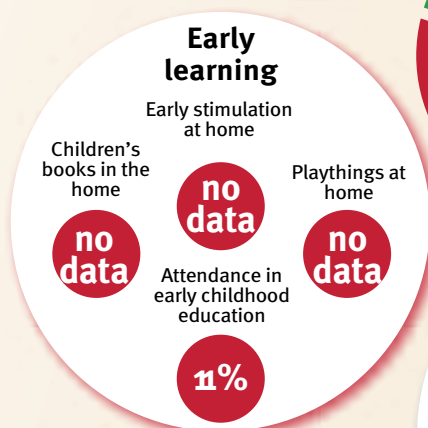 Early
learning
Early stimulation
at home
no
data
Children's
books in the
home
no
data
Playthings at
home
no
data
Attendance in
early childhood
education
11%